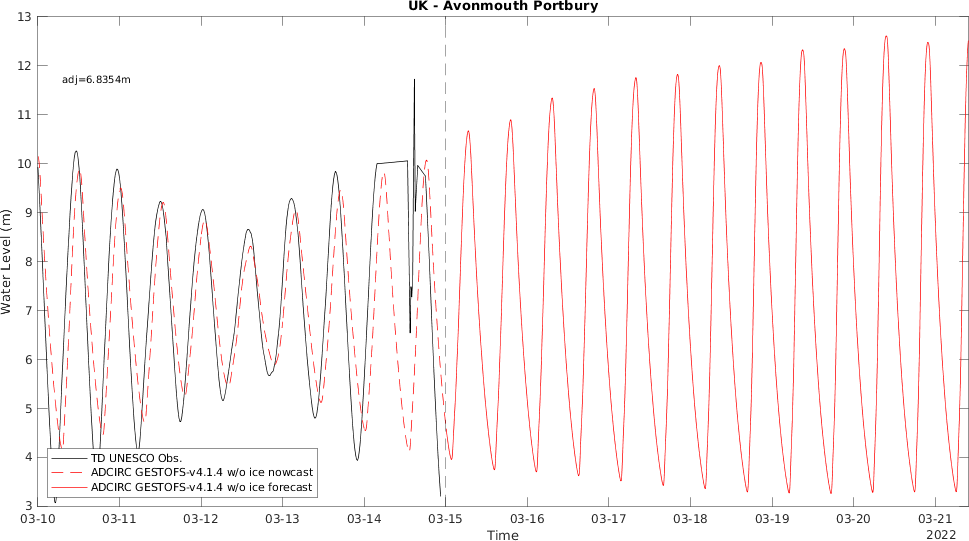 UK - Avonmouth Portbury
13
12
11
10
9
8
7
6
5
4
3
Water Level (m)
adj=6.8354m
TD UNESCO Obs.
ADCIRC GESTOFS-v4.1.4 w/o ice nowcast
ADCIRC GESTOFS-v4.1.4 w/o ice forecast
03-10 03-11 03-12 03-13 03-14 03-15 03-16 03-17 03-18 03-19 03-20 03-21
Time
2022